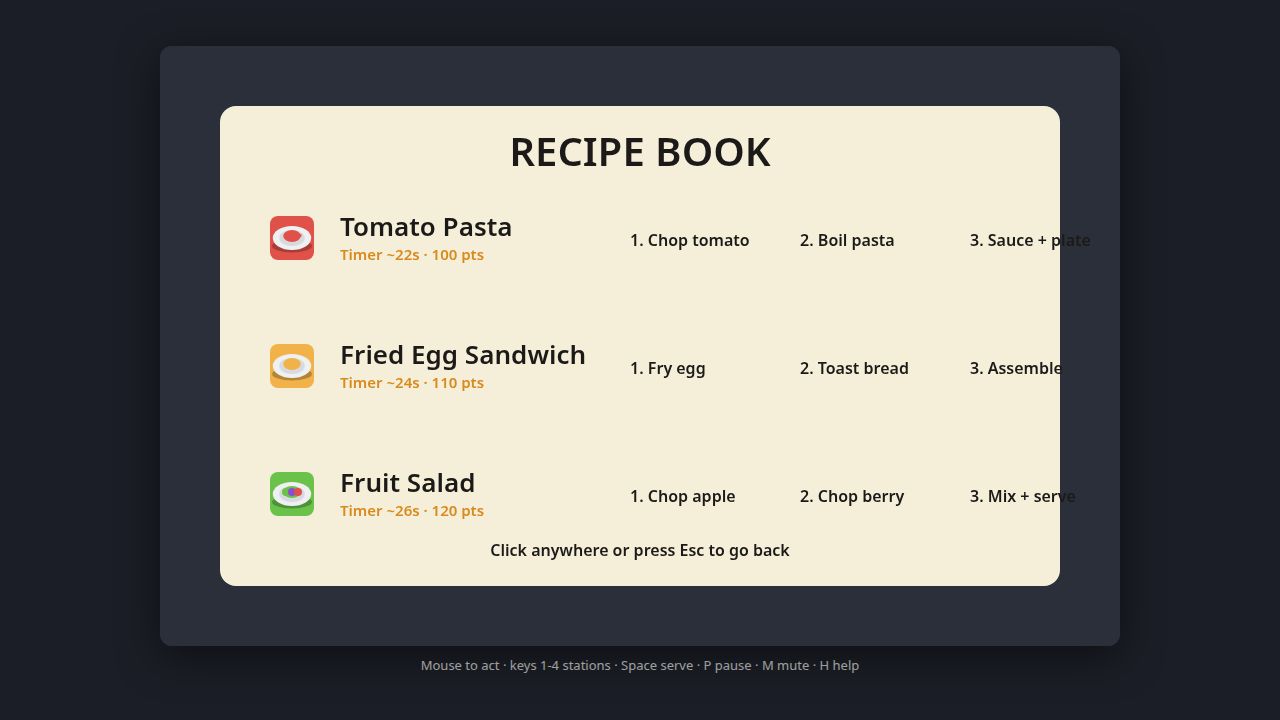 RECIPE BOOK
Tomato Pasta
Timer ~22s · 100 pts
1. Chop tomato
2. Boil pasta
3. Sauce + plate
Fried Egg Sandwich
Timer ~24s · 110 pts
1. Fry egg
2. Toast bread
3. Assemble
Fruit Salad
Timer ~26s · 120 pts
1. Chop apple
2. Chop berry
3. Mix + serve
Click anywhere or press Esc to go back
Mouse to act · keys 1-4 stations · Space serve · P pause · M mute · H help